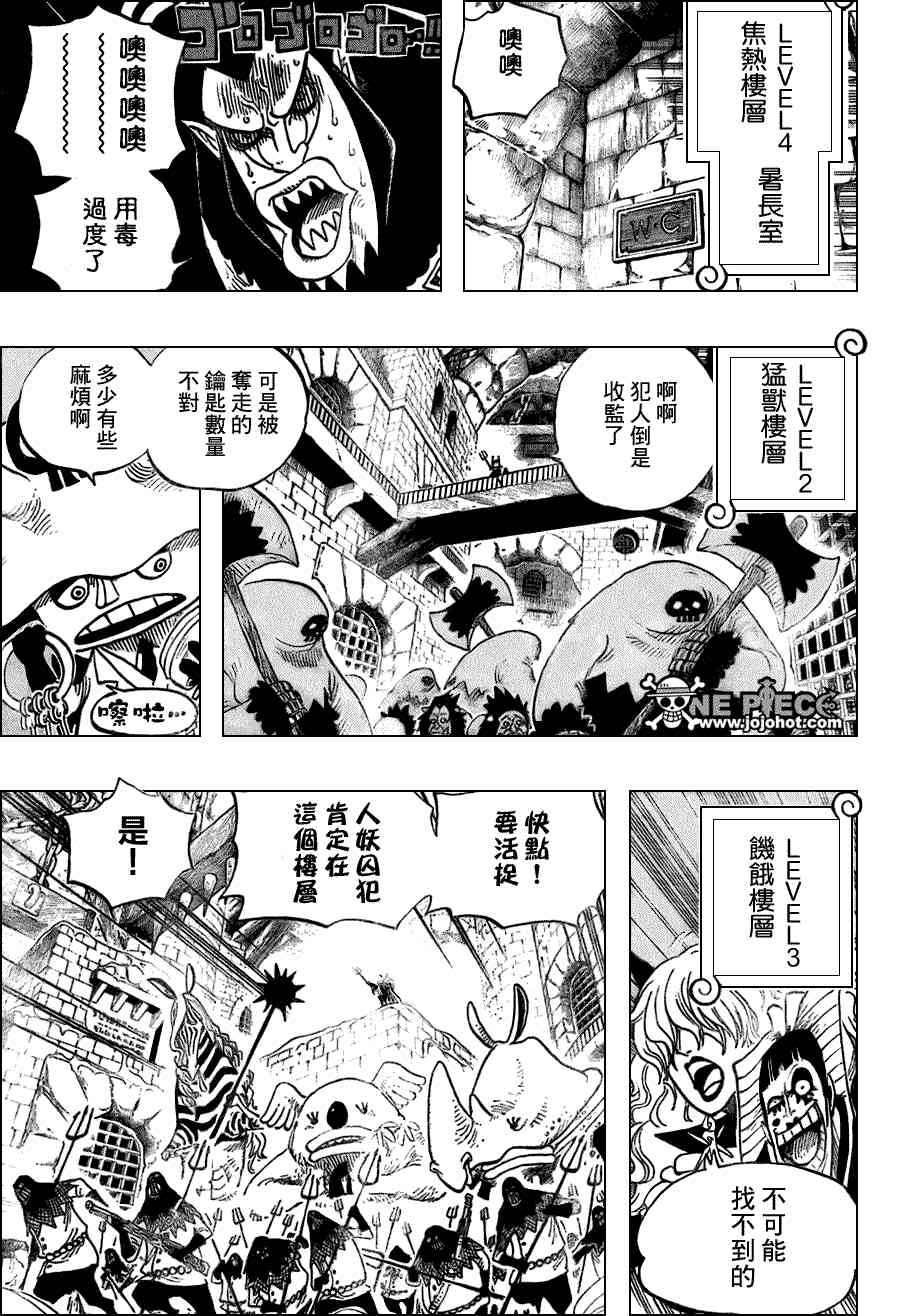 LEVEL4
焦熱樓層
暑長室
W·C
噢噢
ゴロゴロゴロ…!!
噢噢噢噢
用毒
過度了
LEVEL2
猛獸樓層
啊啊
犯人倒是
收監了
可是被
奪走的
鑰匙數量
不對
多少有些
麻煩啊
嚓啦…
ONE PIECE
www.jojohot.com
LEVEL3
饑餓樓層
不可能
找不到的
快點！
要活捉
人妖囚犯
肯定在
這個樓層
是！